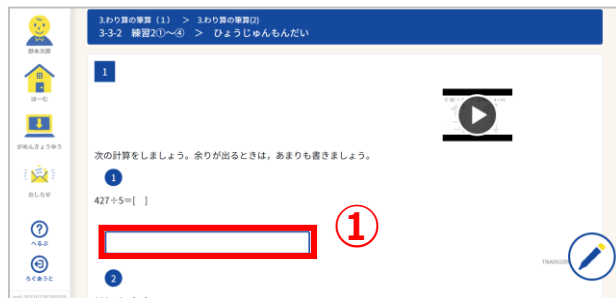 3.わり算の筆算（1） > 3.わり算の筆算(2)
3-3-2 練習2①〜④ > ひょうじゅんもんだい
鈴本次郎
ほーむ
がめんきょうゆう
おしらせ
へるぷ
ろぐあうと
1
次の計算をしましょう。余りが出るときは，あまりも書きましょう。
1
427÷5=[ ]
①
2